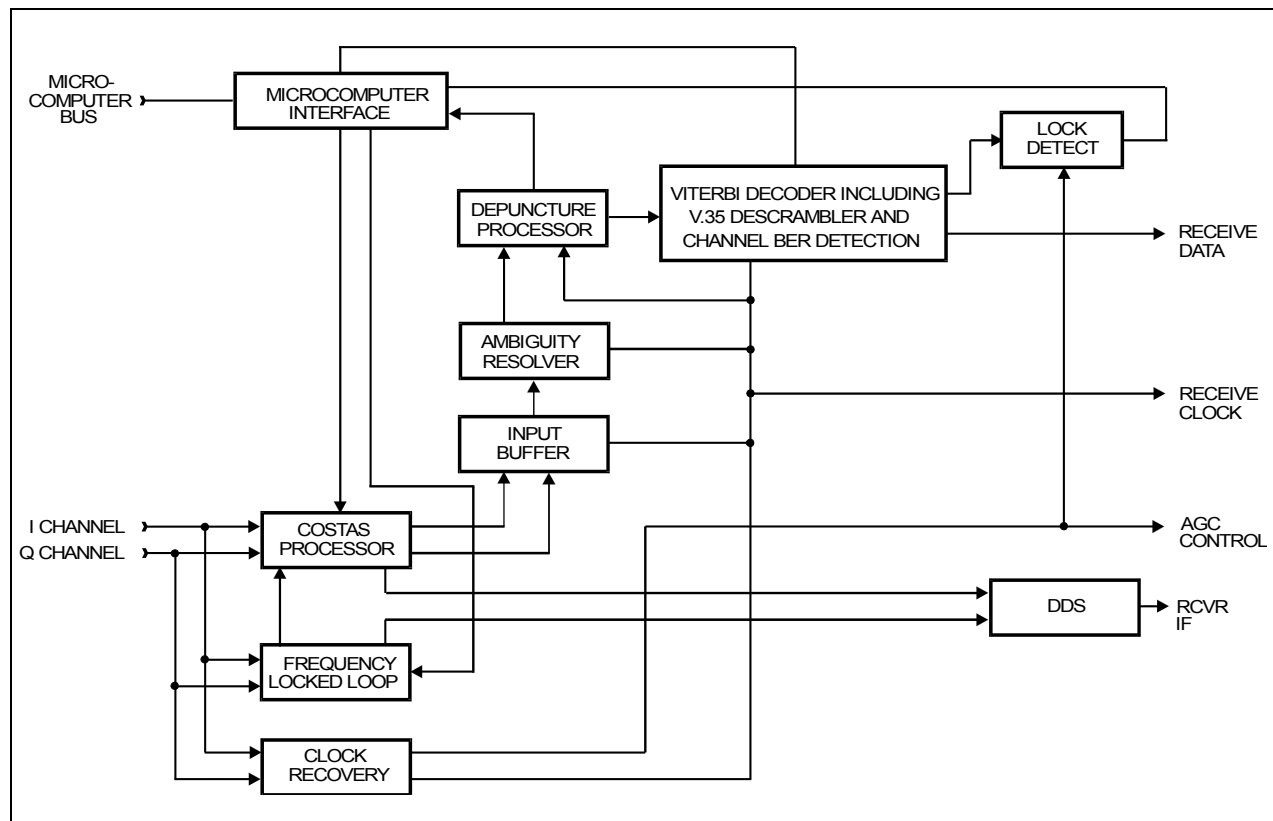 MICRO-
COMPUTER
BUS
MICROCOMPUTER
INTERFACE
LOCK
DETECT
DEPUNCTURE
PROCESSOR
VITERBI DECODER INCLUDING
V.35 DESCRAMBLER AND
CHANNEL BER DETECTION
RECEIVE
DATA
AMBIGUITY
RESOLVER
RECEIVE
CLOCK
INPUT
BUFFER
I CHANNEL
Q CHANNEL
COSTAS
PROCESSOR
AGC
CONTROL
DDS
RCVR
IF
FREQUENCY
LOCKED LOOP
CLOCK
RECOVERY